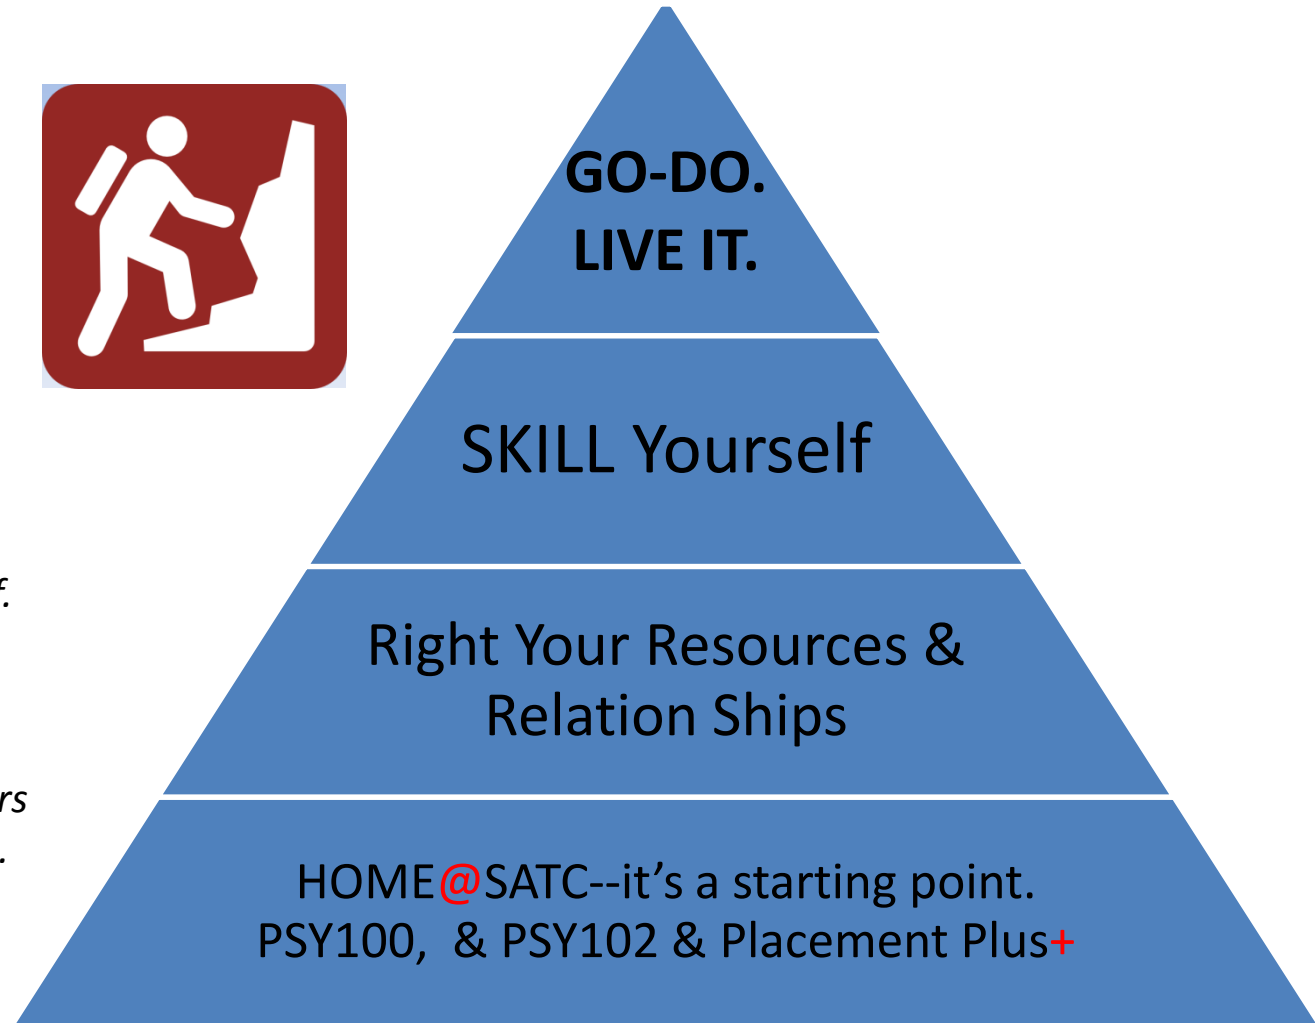 GO-DO.
LIVE IT.
SKILL Yourself
Right Your Resources &
Relation Ships
HOME@SATC--it’s a starting point.
PSY100,  & PSY102 & Placement Plus+